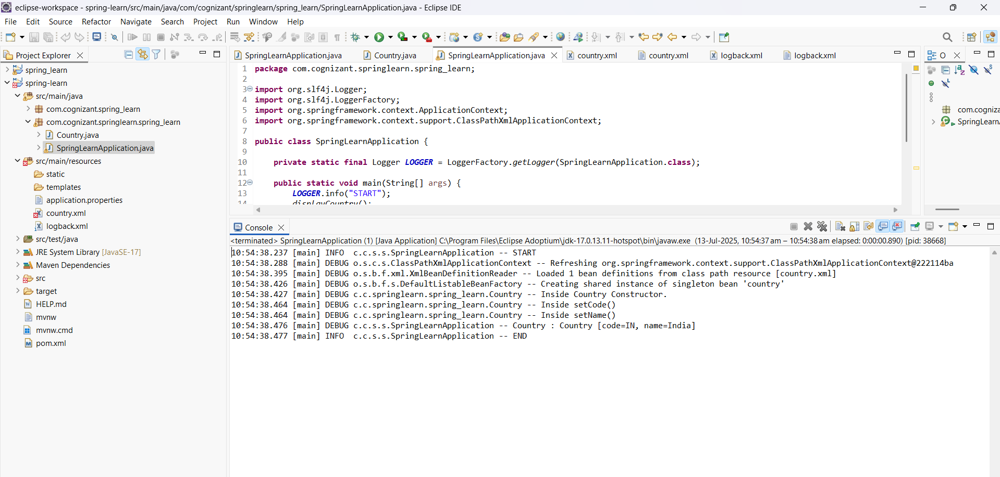 eclipse-workspace - spring-learn/src/main/java/com/cognizant/springlearn/spring_learn/SpringLearnApplication.java - Eclipse IDE
File Edit Source Refactor Navigate Search Project Run Window Help
Project Explorer
spring_learn
spring-learn
src/main/java
com.cognizant.spring_learn
com.cognizant.springlearn.spring_learn
Country.java
SpringLearnApplication.java
src/main/resources
static
templates
application.properties
country.xml
logback.xml
src/test/java
JRE System Library [JavaSE-17]
Maven Dependencies
src
target
HELP.md
mvnw
mvnw.cmd
pom.xml
SpringLearnApplication.java Country.java SpringLearnApplication.java country.xml country.xml logback.xml logback.xml
1 package com.cognizant.springlearn.spring_learn;
2
3 import org.slf4j.Logger;
4 import org.slf4j.LoggerFactory;
5 import org.springframework.context.ApplicationContext;
6 import org.springframework.context.support.ClassPathXmlApplicationContext;
7
8 public class SpringLearnApplication {
9
10 private static final Logger LOGGER = LoggerFactory.getLogger(SpringLearnApplication.class);
11
12 public static void main(String[] args) {
13 LOGGER.info("START");
14 displayCountry();
O
com.cogniza
SpringLearn
Console
<terminated> SpringLearnApplication (1) [Java Application] C:\Program Files\Eclipse Adoptium\jdk-17.0.13.11-hotspot\bin\javaw.exe (13-Jul-2025, 10:54:37 am – 10:54:38 am elapsed: 0:00:00.890) [pid: 38668]
10:54:38.237 [main] INFO c.c.s.s.SpringLearnApplication -- START
10:54:38.288 [main] DEBUG o.s.c.s.ClassPathXmlApplicationContext -- Refreshing org.springframework.context.support.ClassPathXmlApplicationContext@222114ba
10:54:38.395 [main] DEBUG o.s.b.f.xml.XmlBeanDefinitionReader -- Loaded 1 bean definitions from class path resource [country.xml]
10:54:38.426 [main] DEBUG o.s.b.f.s.DefaultListableBeanFactory -- Creating shared instance of singleton bean 'country'
10:54:38.427 [main] DEBUG c.c.springlearn.spring_learn.Country -- Inside Country Constructor.
10:54:38.464 [main] DEBUG c.c.springlearn.spring_learn.Country -- Inside setCode()
10:54:38.464 [main] DEBUG c.c.springlearn.spring_learn.Country -- Inside setName()
10:54:38.476 [main] DEBUG c.c.s.s.SpringLearnApplication -- Country : Country [code=IN, name=India]
10:54:38.477 [main] INFO c.c.s.s.SpringLearnApplication -- END